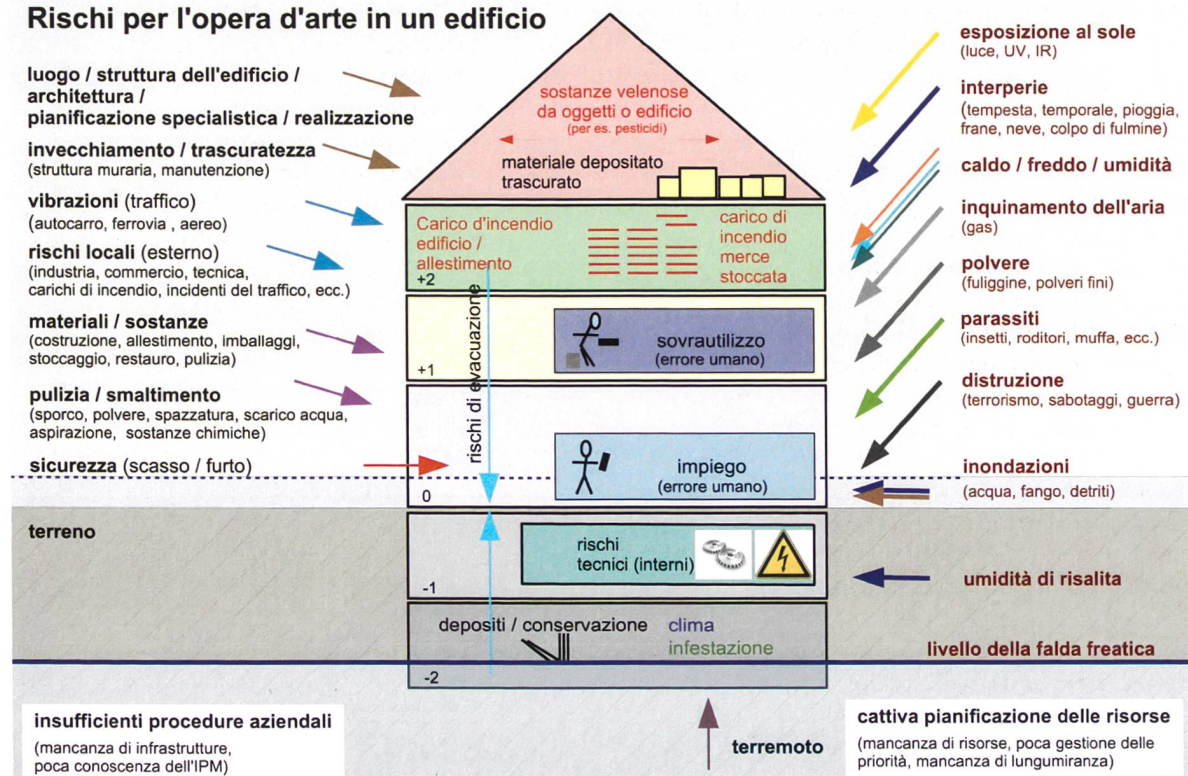 Rischi per l'opera d'arte in un edificio
luogo / struttura dell'edificio /
architettura /
pianificazione specialistica / realizzazione
invecchiamento / trascuratezza
(struttura muraria, manutenzione)
vibrazioni (traffico)
(autocarro, ferrovia , aereo)
rischi locali (esterno)
(industria, commercio, tecnica,
carichi di incendio, incidenti del traffico, ecc.)
materiali / sostanze
(costruzione, allestimento, imballaggi,
stoccaggio, restauro, pulizia)
pulizia / smaltimento
(sporco, polvere, spazzatura, scarico acqua,
aspirazione, sostanze chimiche)
sicurezza (scasso / furto)
terreno
insufficienti procedure aziendali
(mancanza di infrastrutture,
poca conoscenza dell'IPM)
sostanze velenose
da oggetti o edificio
(per es. pesticidi)
materiale depositato
trascurato
Carico d'incendio
edificio /
allestimento
+2
carico di
incendio
merce
stoccata
rischi di evacuazione
+1
sovrautilizzo
(errore umano)
0
impiego
(errore umano)
-1
rischi
tecnici (interni)
depositi / conservazione
clima
infestazione
-2
terremoto
esposizione al sole
(luce, UV, IR)
interperie
(tempesta, temporale, pioggia,
frane, neve, colpo di fulmine)
caldo / freddo / umidità
inquinamento dell'aria
(gas)
polvere
(fuliggine, polveri fini)
parassiti
(insetti, roditori, muffa, ecc.)
distruzione
(terrorismo, sabotaggi, guerra)
inondazioni
(acqua, fango, detriti)
umidità di risalita
livello della falda freatica
cattiva pianificazione delle risorse
(mancanza di risorse, poca gestione delle
priorità, mancanza di lungumiranza)